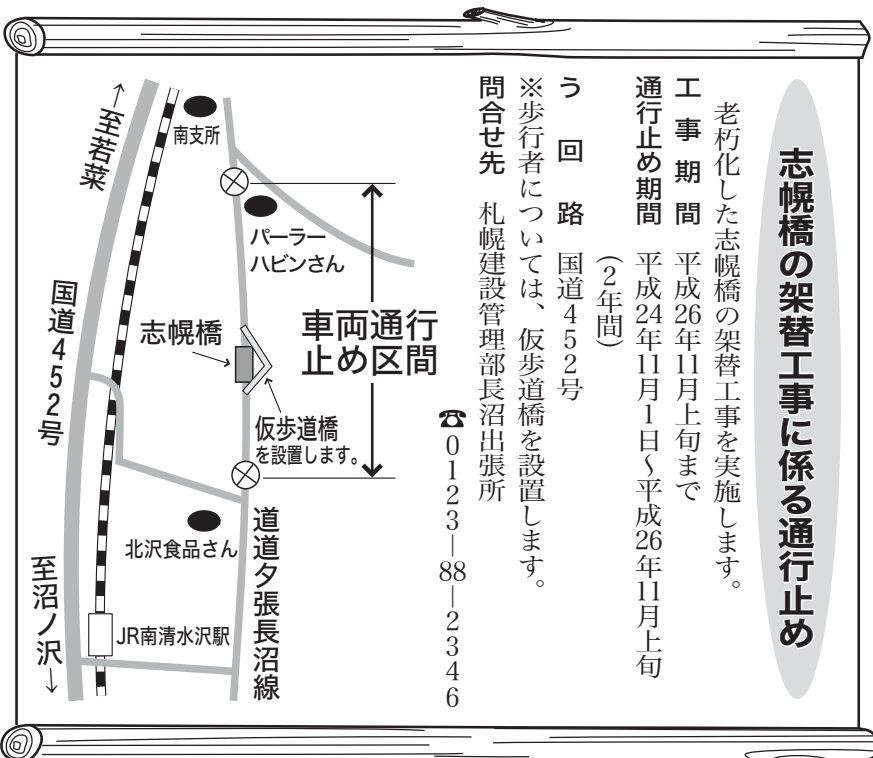 志幌橋の架替工事に係る通行止め
老朽化した志幌橋の架替工事を実施します。
工事期間 平成26年11月上旬まで
通行止め期間 平成24年11月1日～平成26年11月上旬
(2年間)
う回路 国道452号
※歩行者については、仮歩道橋を設置します。
問合せ先 札幌建設管理部長沼出張所
☎0123―88―2346
←至若菜
南支所
パーラー
ハビンさん
国道452号
志幌橋
車両通行
止め区間
仮歩道橋
を設置します。
北沢食品さん
道道夕張長沼線
至沼ノ沢→
JR南清水沢駅